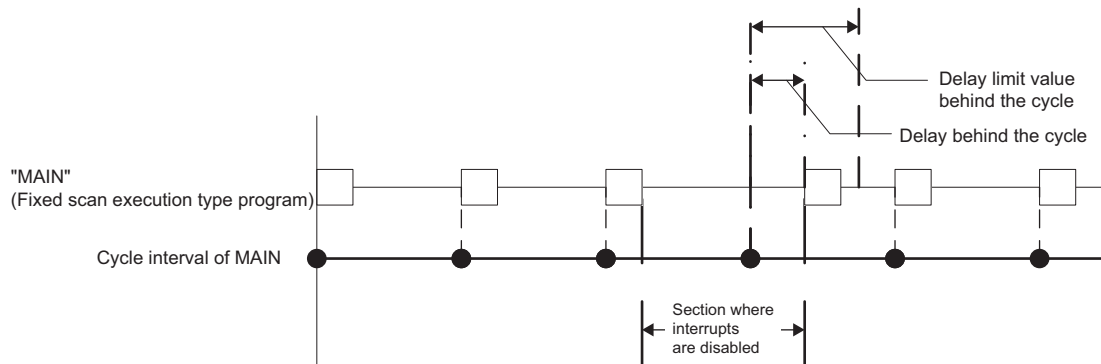 Delay limit value
behind the cycle
Delay behind the cycle
"MAIN"
(Fixed scan execution type program)
Cycle interval of MAIN
Section where
interrupts
are disabled